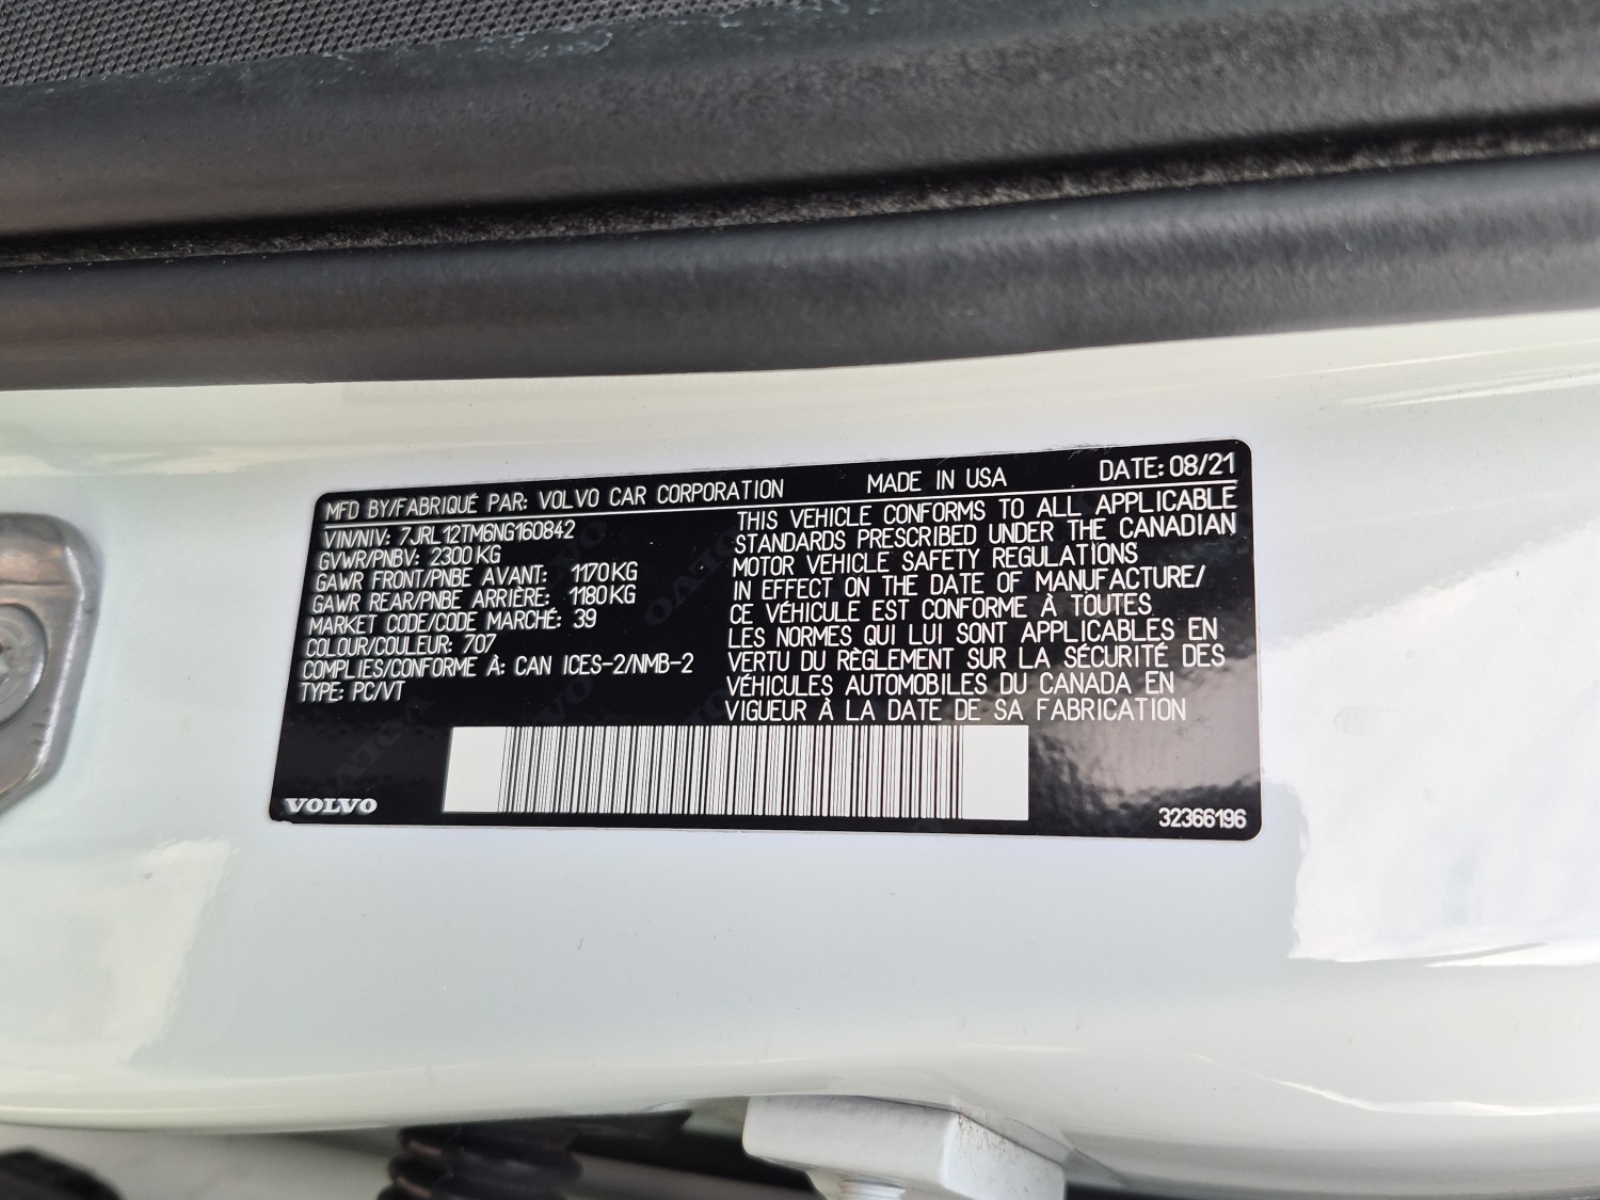 MFD BY/FABRIQUÉ PAR: VOLVO CAR CORPORATION MADE IN USA DATE: 08/21
VIN/NIV: 7JRL12TM6NG160842
GVWR/PNBV: 2300 KG
GAWR FRONT/PNBE AVANT: 1170 KG
GAWR REAR/PNBE ARRIÈRE: 1180 KG
MARKET CODE/CODE MARCHÉ: 39
COLOUR/COULEUR: 707
COMPLIES/CONFORME À: CAN ICES-2/NMB-2
TYPE: PC/VT
THIS VEHICLE CONFORMS TO ALL APPLICABLE
STANDARDS PRESCRIBED UNDER THE CANADIAN
MOTOR VEHICLE SAFETY REGULATIONS
IN EFFECT ON THE DATE OF MANUFACTURE/
CE VÉHICULE EST CONFORME À TOUTES
LES NORMES QUI LUI SONT APPLICABLES EN
VERTU DU RÈGLEMENT SUR LA SÉCURITÉ DES
VÉHICULES AUTOMOBILES DU CANADA EN
VIGUEUR À LA DATE DE SA FABRICATION
VOLVO
32366196